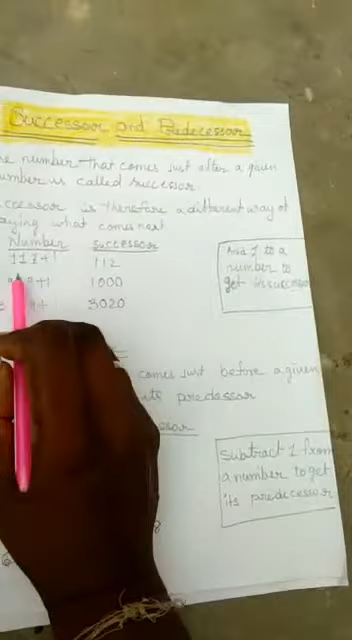 Successor and Predecessor
number that comes just after a given
number is called successor
successor is therefore a different way of
saying what comes next
Number successor
111+1 112
+1 1000
3020
Add 1 to a
number to
get its successor
comes just before a given
its predessor
subtract 1 from
a number to get
its predecessor